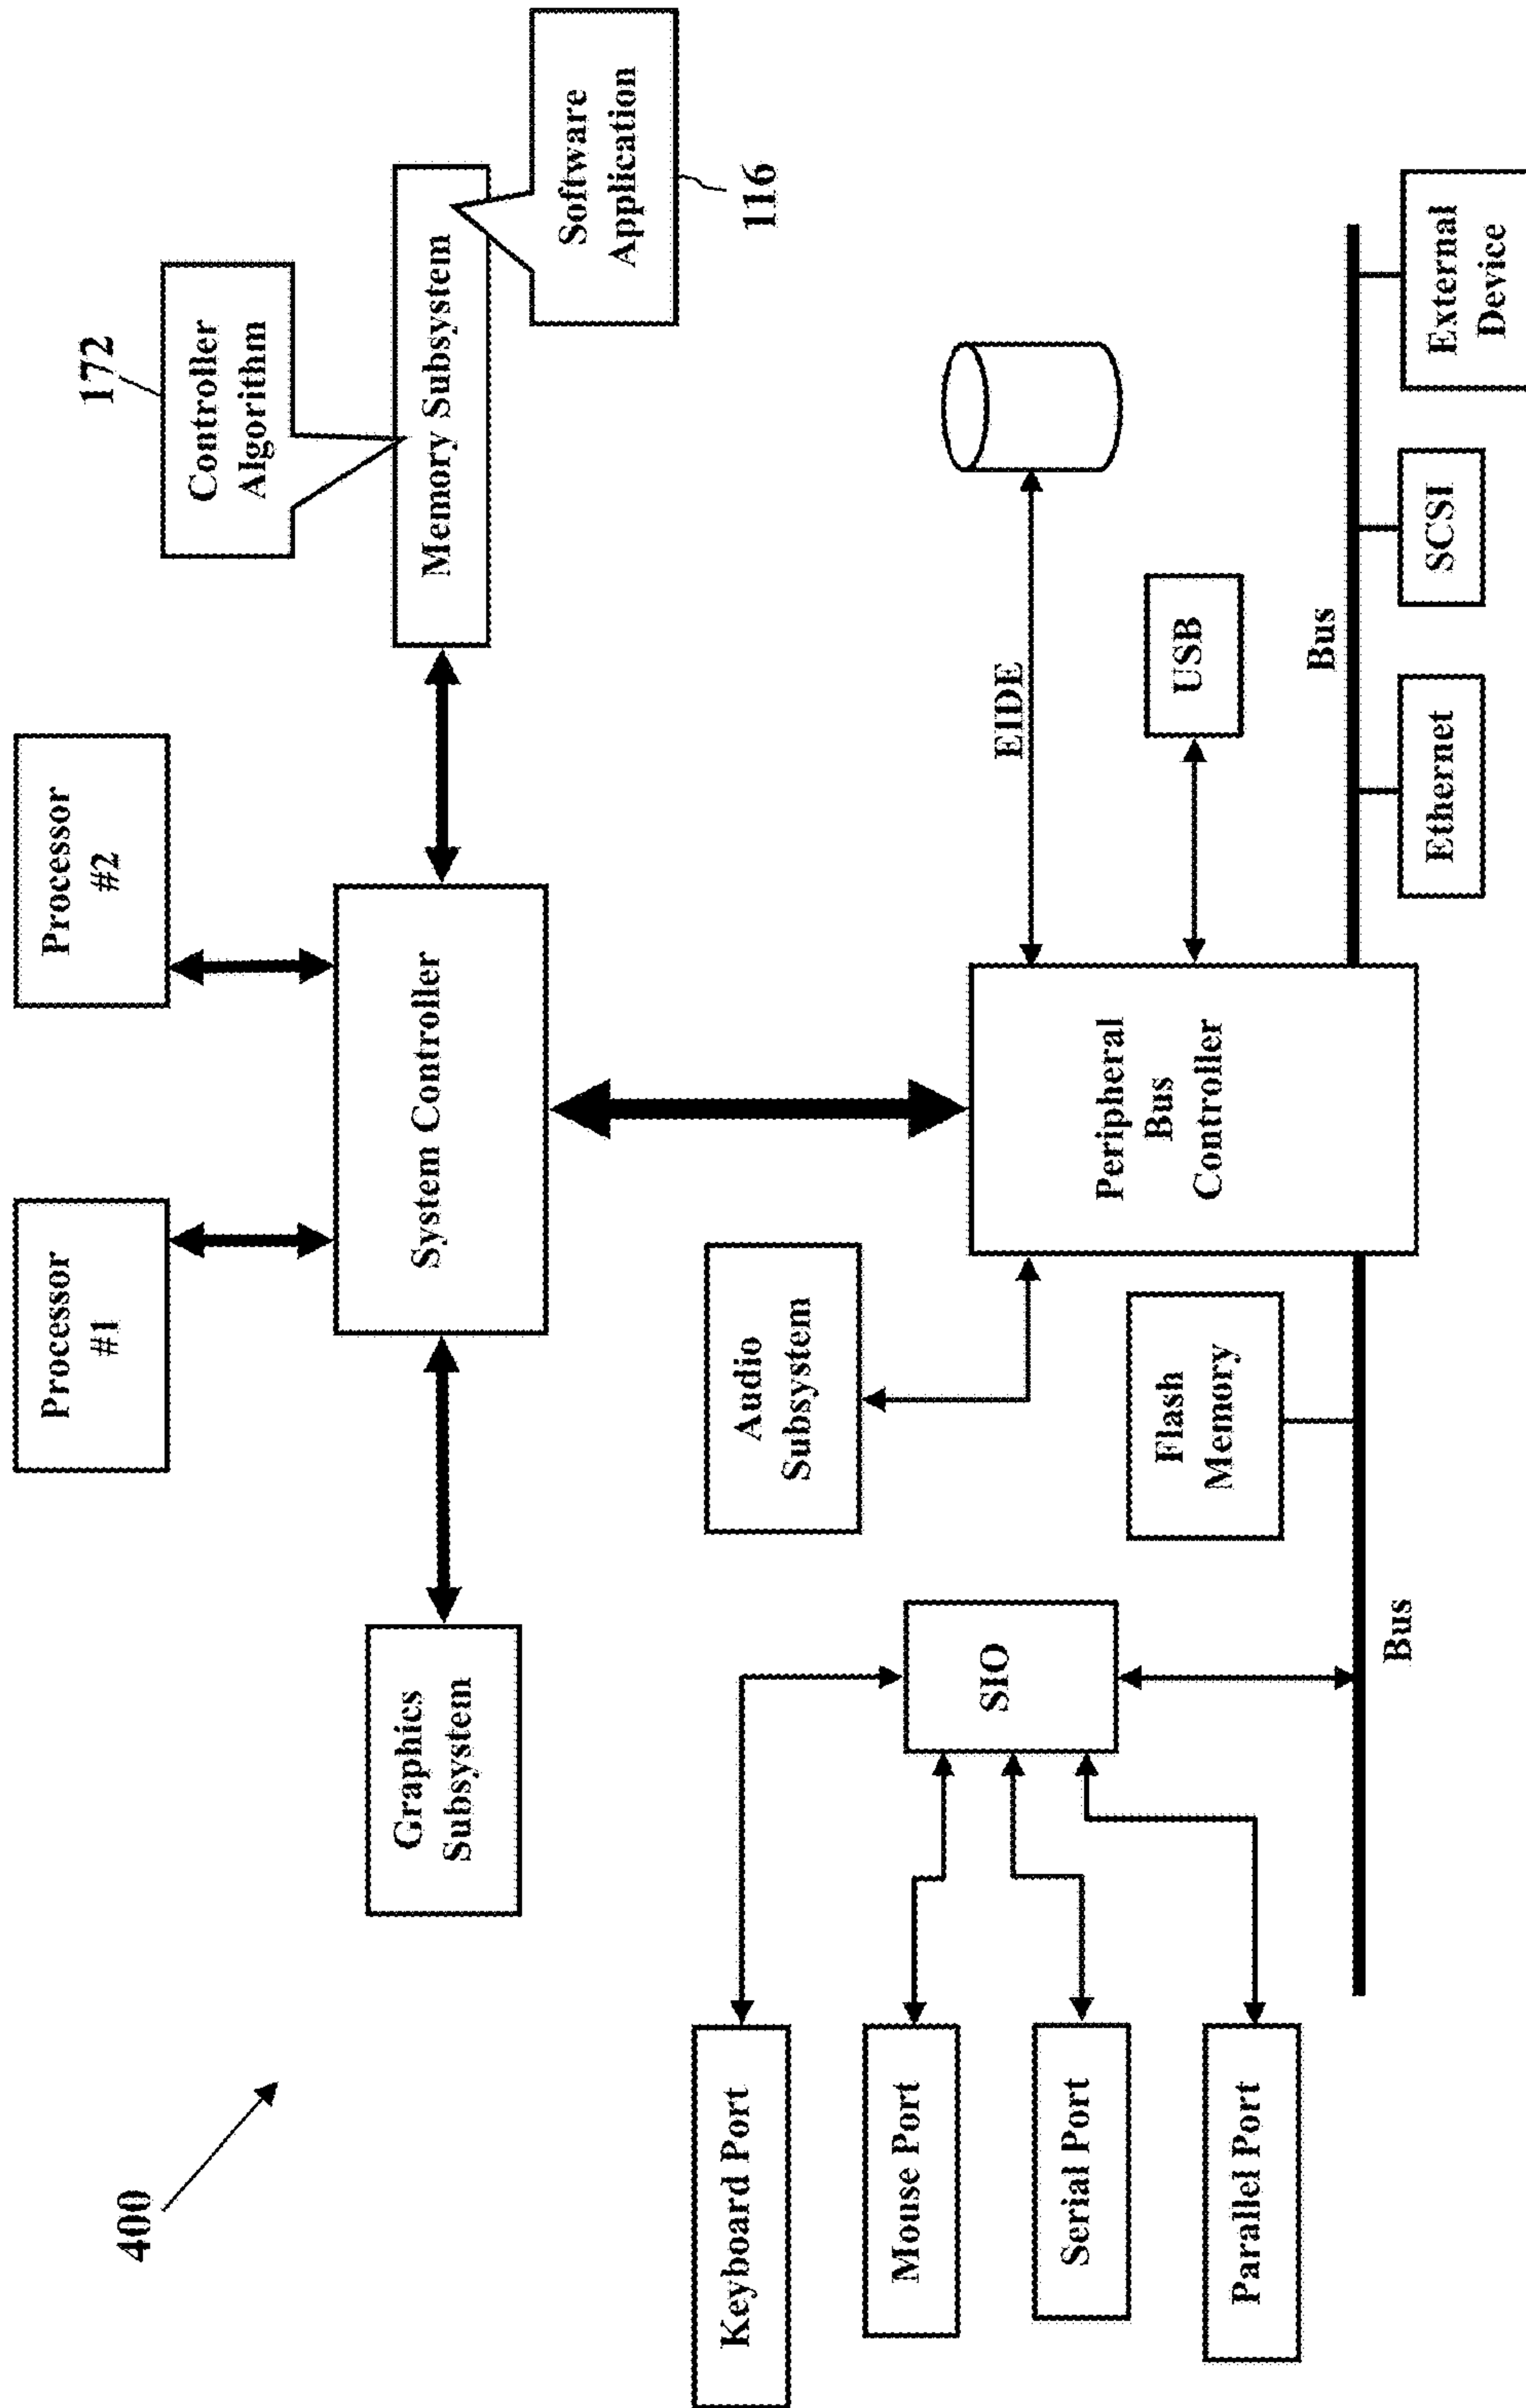 400
Processor
#1
Processor
#2
172
Controller
Algorithm
Graphics
Subsystem
System Controller
Memory Subsystem
Software
Application
116
Keyboard Port
Mouse Port
Serial Port
Parallel Port
SIO
Audio
Subsystem
Flash
Memory
Peripheral
Bus
Controller
EIDE
USB
Bus
Bus
Ethernet
SCSI
External
Device